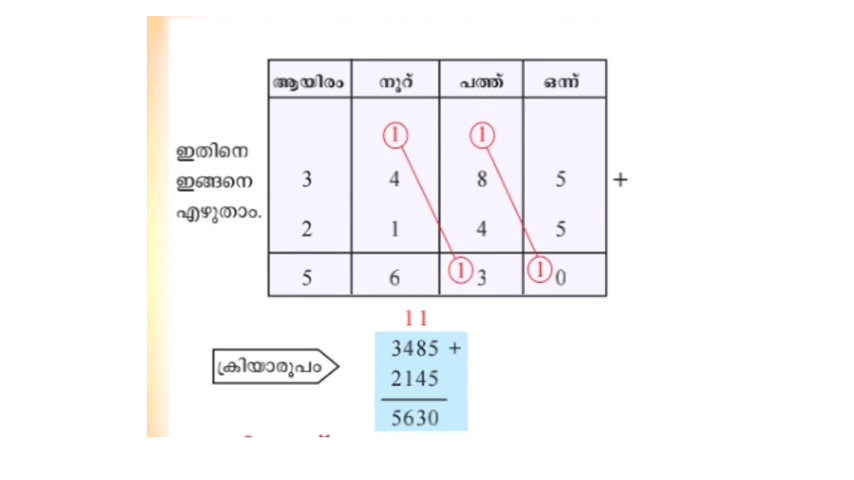 ആയിരം നൂറ് പത്ത് ഒന്ന്
1 1
ഇതിനെ
ഇങ്ങനെ 3 4 8 5 +
എഴുതാം.
2 1 4 5
5 6 1 3 1 0
11
3485 +
ക്രിയാരൂപം
2145
5630